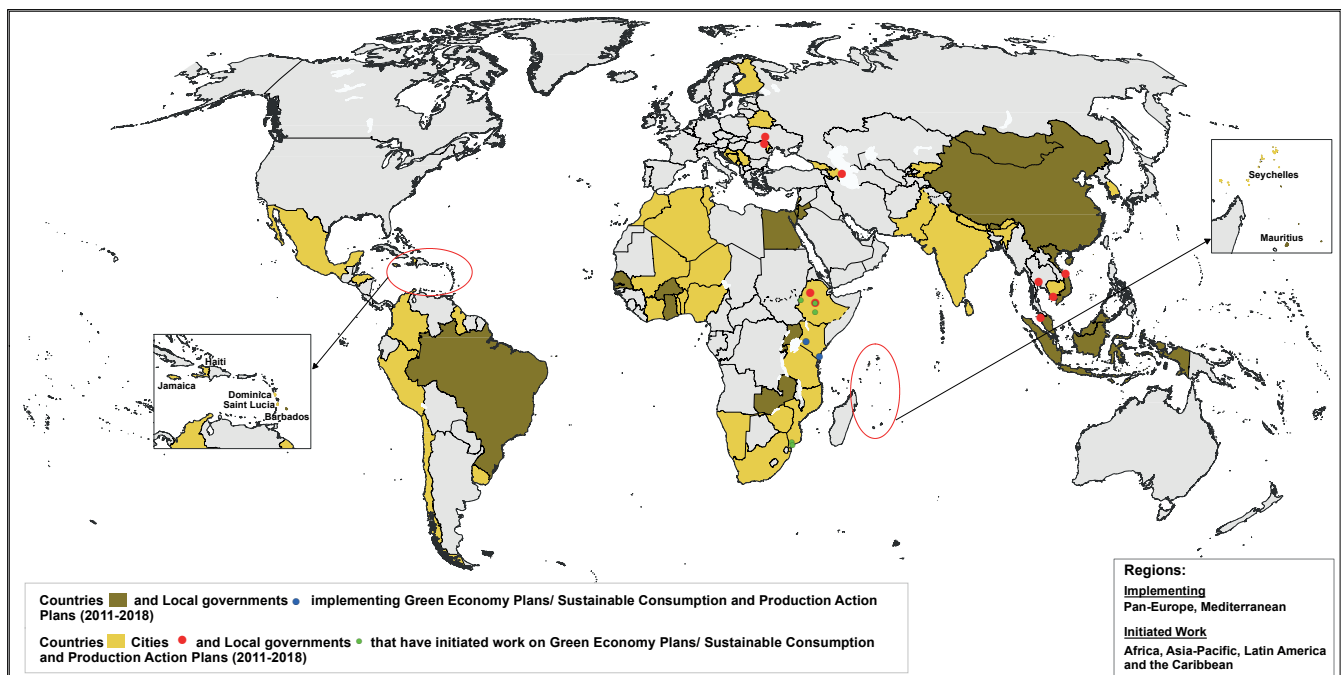 Seychelles
Mauritius
Haiti
Jamaica
Dominica
Saint Lucia
Barbados
Countries and Local governments implementing Green Economy Plans/ Sustainable Consumption and Production Action
Plans (2011-2018)
Countries Cities and Local governments that have initiated work on Green Economy Plans/ Sustainable Consumption
and Production Action Plans (2011-2018)
Regions:
Implementing
Pan-Europe, Mediterranean
Initiated Work
Africa, Asia-Pacific, Latin America
and the Caribbean